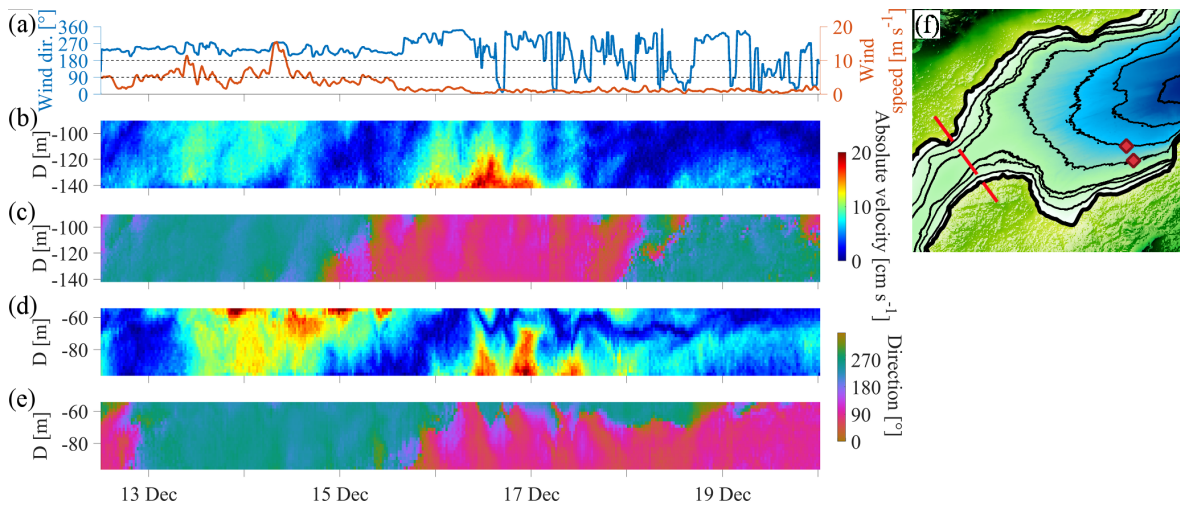 (a)
Wind dir. [°]
360
270
180
90
0
20
10
0
Wind
speed [m s⁻¹]
(b)
D [m]
-100
-120
-140
(c)
D [m]
-100
-120
-140
20
10
0
Absolute velocity [cm s⁻¹]
(d)
D [m]
-60
-80
(e)
D [m]
-60
-80
270
180
90
0
Direction [°]
13 Dec
15 Dec
17 Dec
19 Dec
(f)